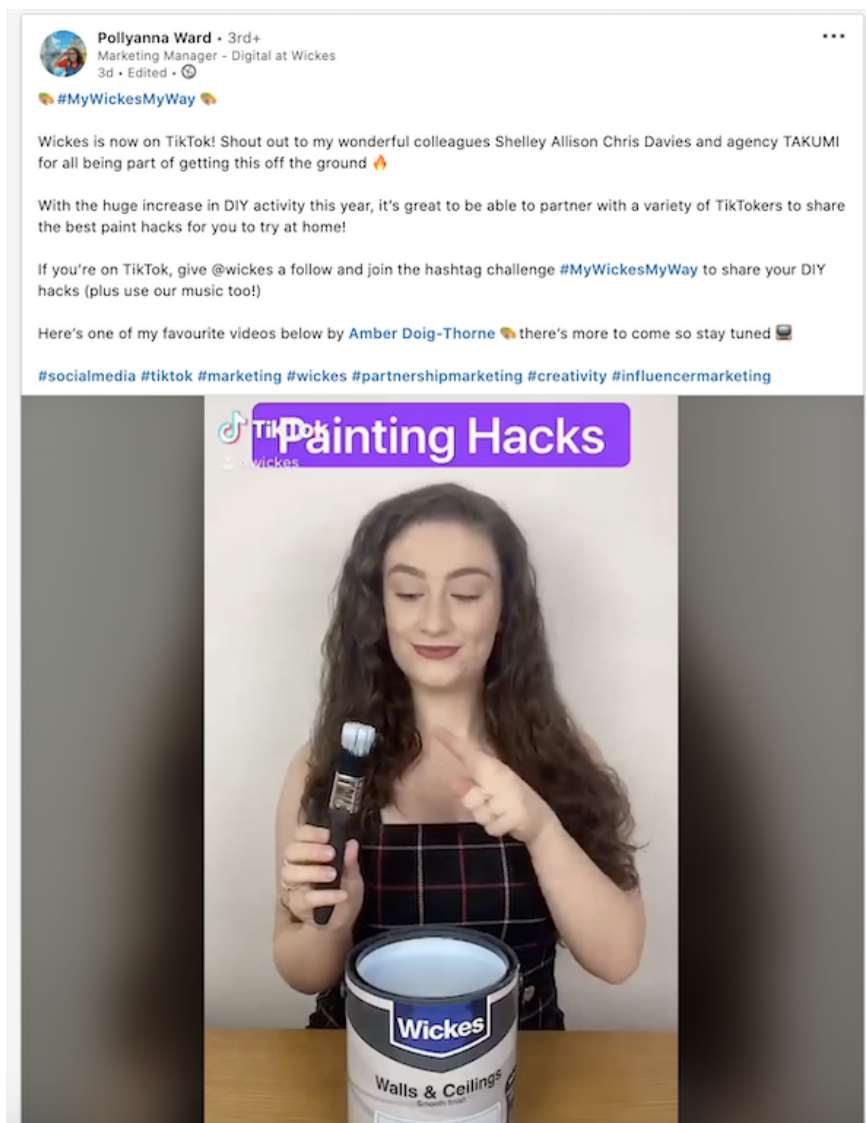 Pollyanna Ward • 3rd+
Marketing Manager - Digital at Wickes
3d • Edited •
#MyWickesMyWay
Wickes is now on TikTok! Shout out to my wonderful colleagues Shelley Allison Chris Davies and agency TAKUMI
for all being part of getting this off the ground 🔥
With the huge increase in DIY activity this year, it's great to be able to partner with a variety of TikTokers to share
the best paint hacks for you to try at home!
If you're on TikTok, give @wickes a follow and join the hashtag challenge #MyWickesMyWay to share your DIY
hacks (plus use our music too!)
Here's one of my favourite videos below by Amber Doig-Thorne 🎨 there's more to come so stay tuned 📺
#socialmedia #tiktok #marketing #wickes #partnershipmarketing #creativity #influencermarketing
TikTok
Painting Hacks
@wickes
Wickes
Walls & Ceilings
Smooth finish